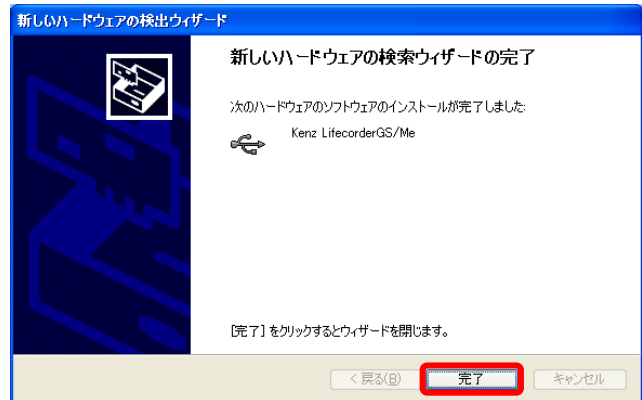 新しいハードウェアの検出ウィザード
新しいハードウェアの検索ウィザードの完了
次のハードウェアのソフトウェアのインストールが完了しました:
Kenz LifecorderGS/Me
[完了] をクリックするとウィザードを閉じます。
< 戻る(B)
完了
キャンセル